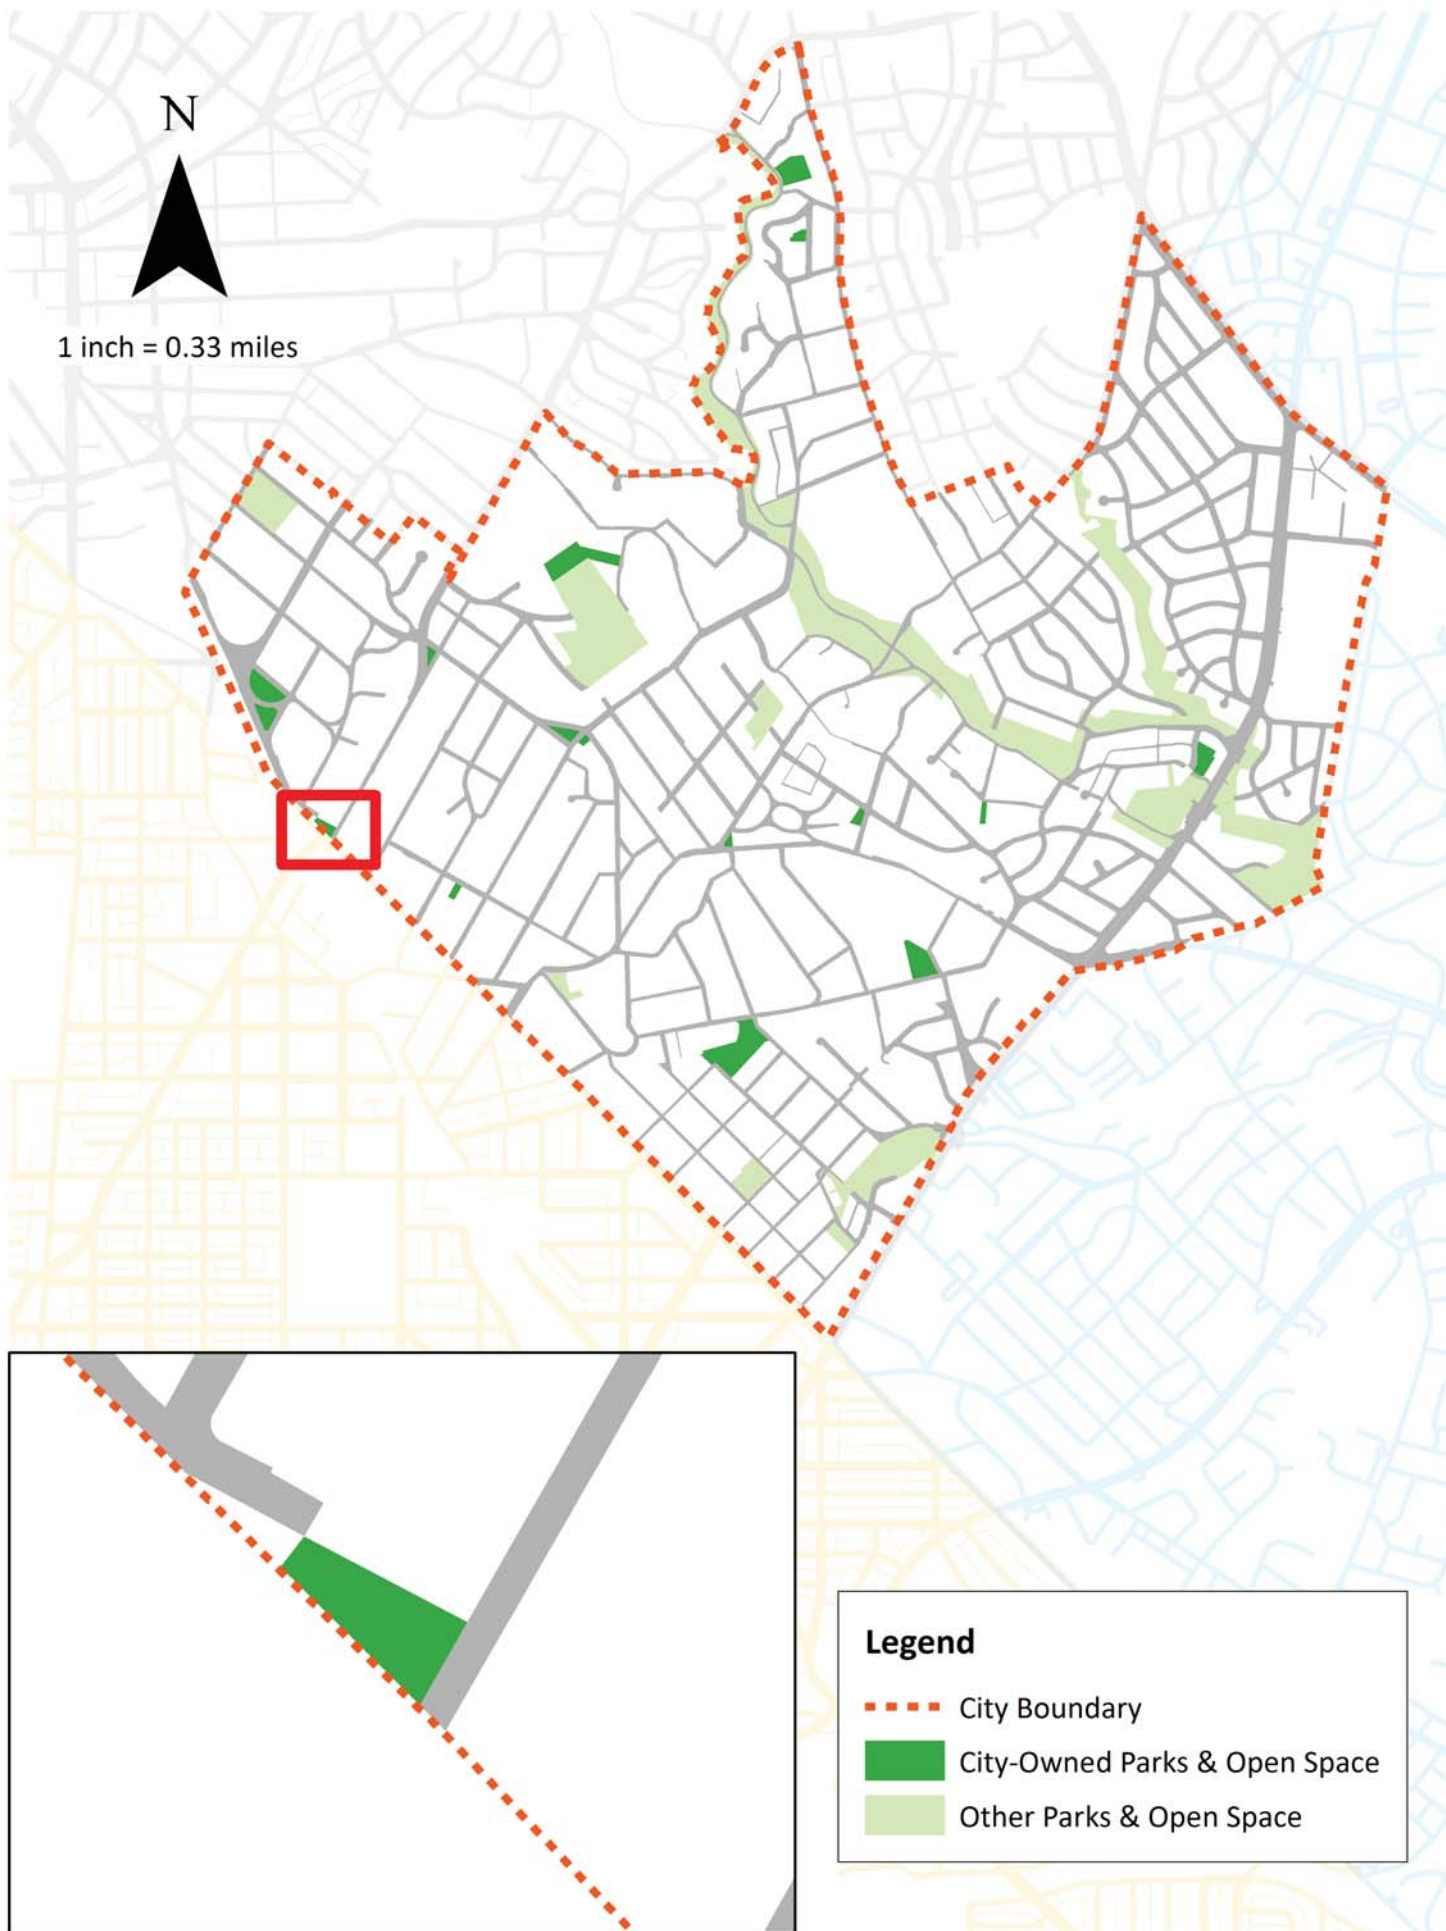 N
1 inch = 0.33 miles
Legend
City Boundary
City-Owned Parks & Open Space
Other Parks & Open Space